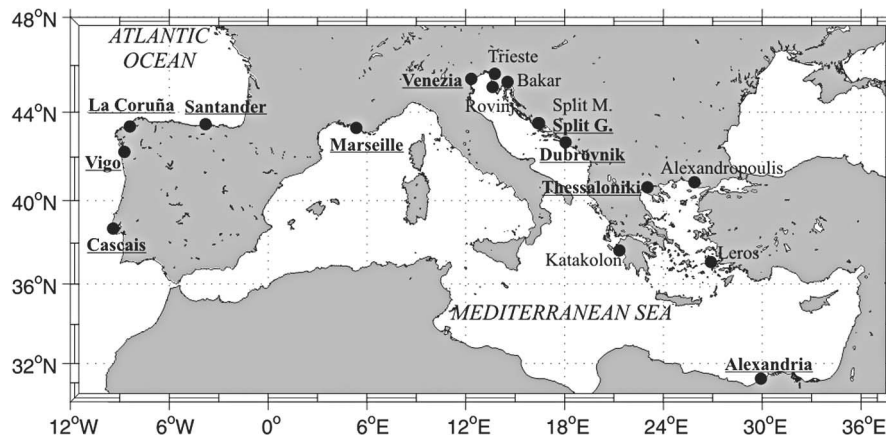 48°N
44°N
40°N
36°N
32°N
ATLANTIC
OCEAN
Trieste
Venezia
Bakar
La Coruña
Santander
Rovinj
Split M.
Marseille
Split G.
Vigo
Dubrovnik
Alexandropoulis
Thessaloniki
Cascais
Katakolon
Leros
MEDITERRANEAN SEA
Alexandria
12°W
6°W
0°
6°E
12°E
18°E
24°E
30°E
36°E